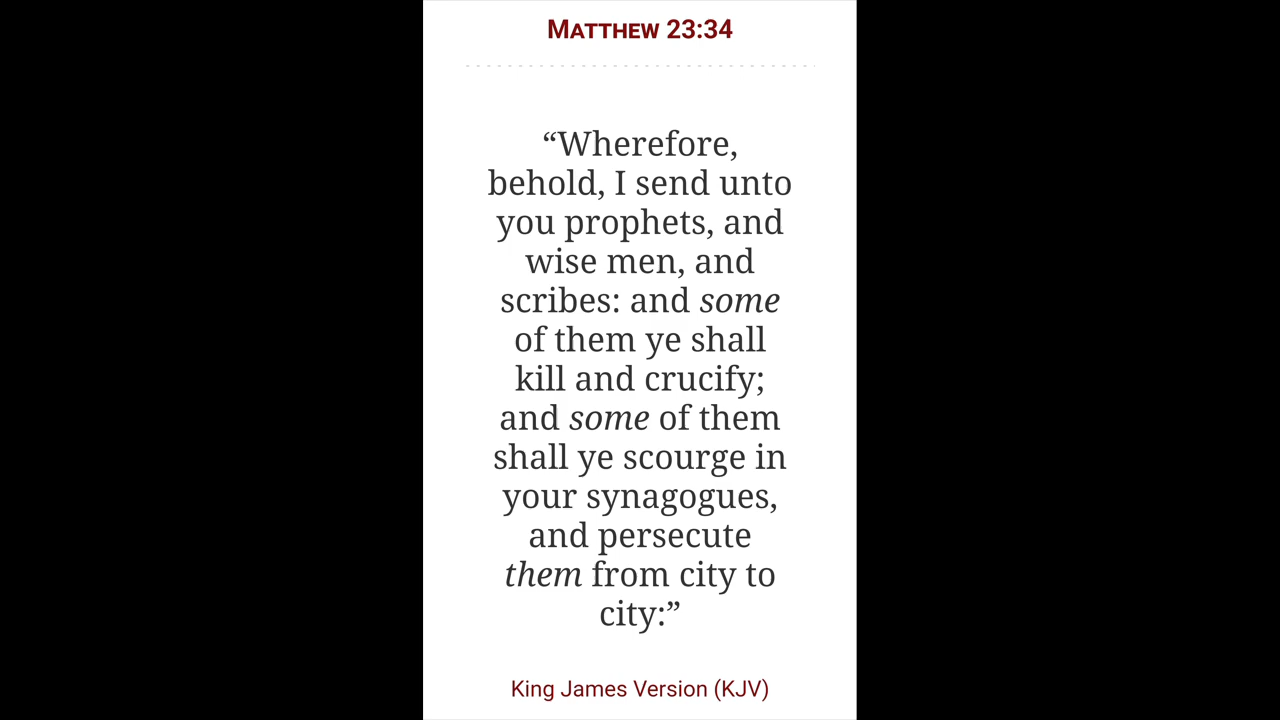 Matthew 23:34
“Wherefore,
behold, I send unto
you prophets, and
wise men, and
scribes: and some
of them ye shall
kill and crucify;
and some of them
shall ye scourge in
your synagogues,
and persecute
them from city to
city:”
King James Version (KJV)